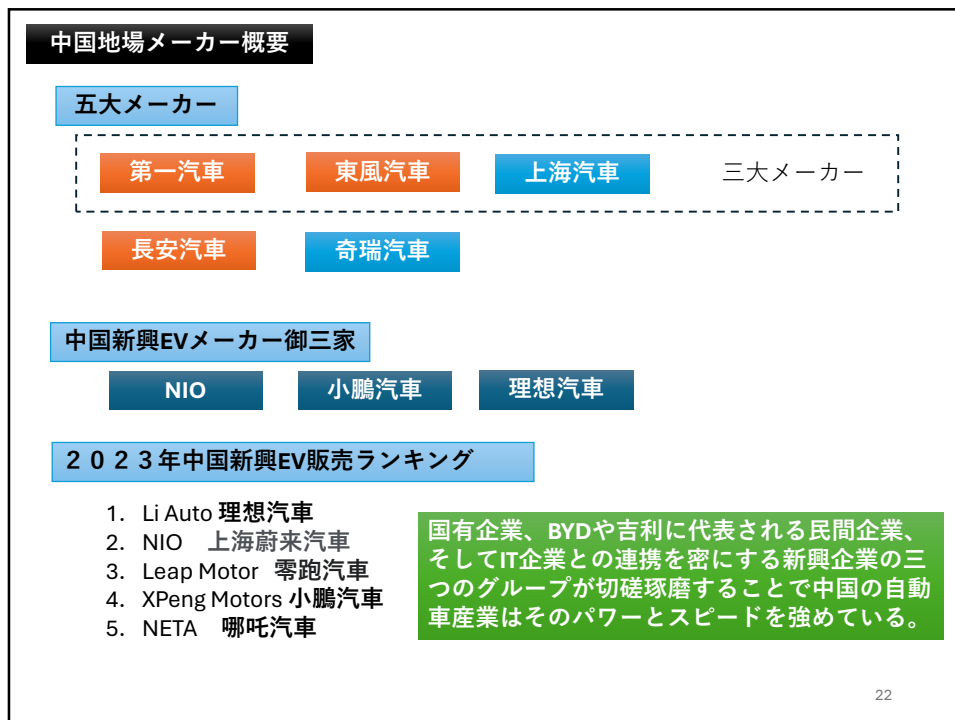 中国地場メーカー概要
五大メーカー
第一汽車 東風汽車 上海汽車 三大メーカー
長安汽車 奇瑞汽車
中国新興EVメーカー御三家
NIO 小鵬汽車 理想汽車
２０２３年中国新興EV販売ランキング
1. Li Auto 理想汽車
2. NIO　上海蔚来汽車
3. Leap Motor 零跑汽車
4. XPeng Motors 小鵬汽車
5. NETA　哪吒汽車
国有企業、BYDや吉利に代表される民間企業、
そしてIT企業との連携を密にする新興企業の三
つのグループが切磋琢磨することで中国の自動
車産業はそのパワーとスピードを強めている。
22